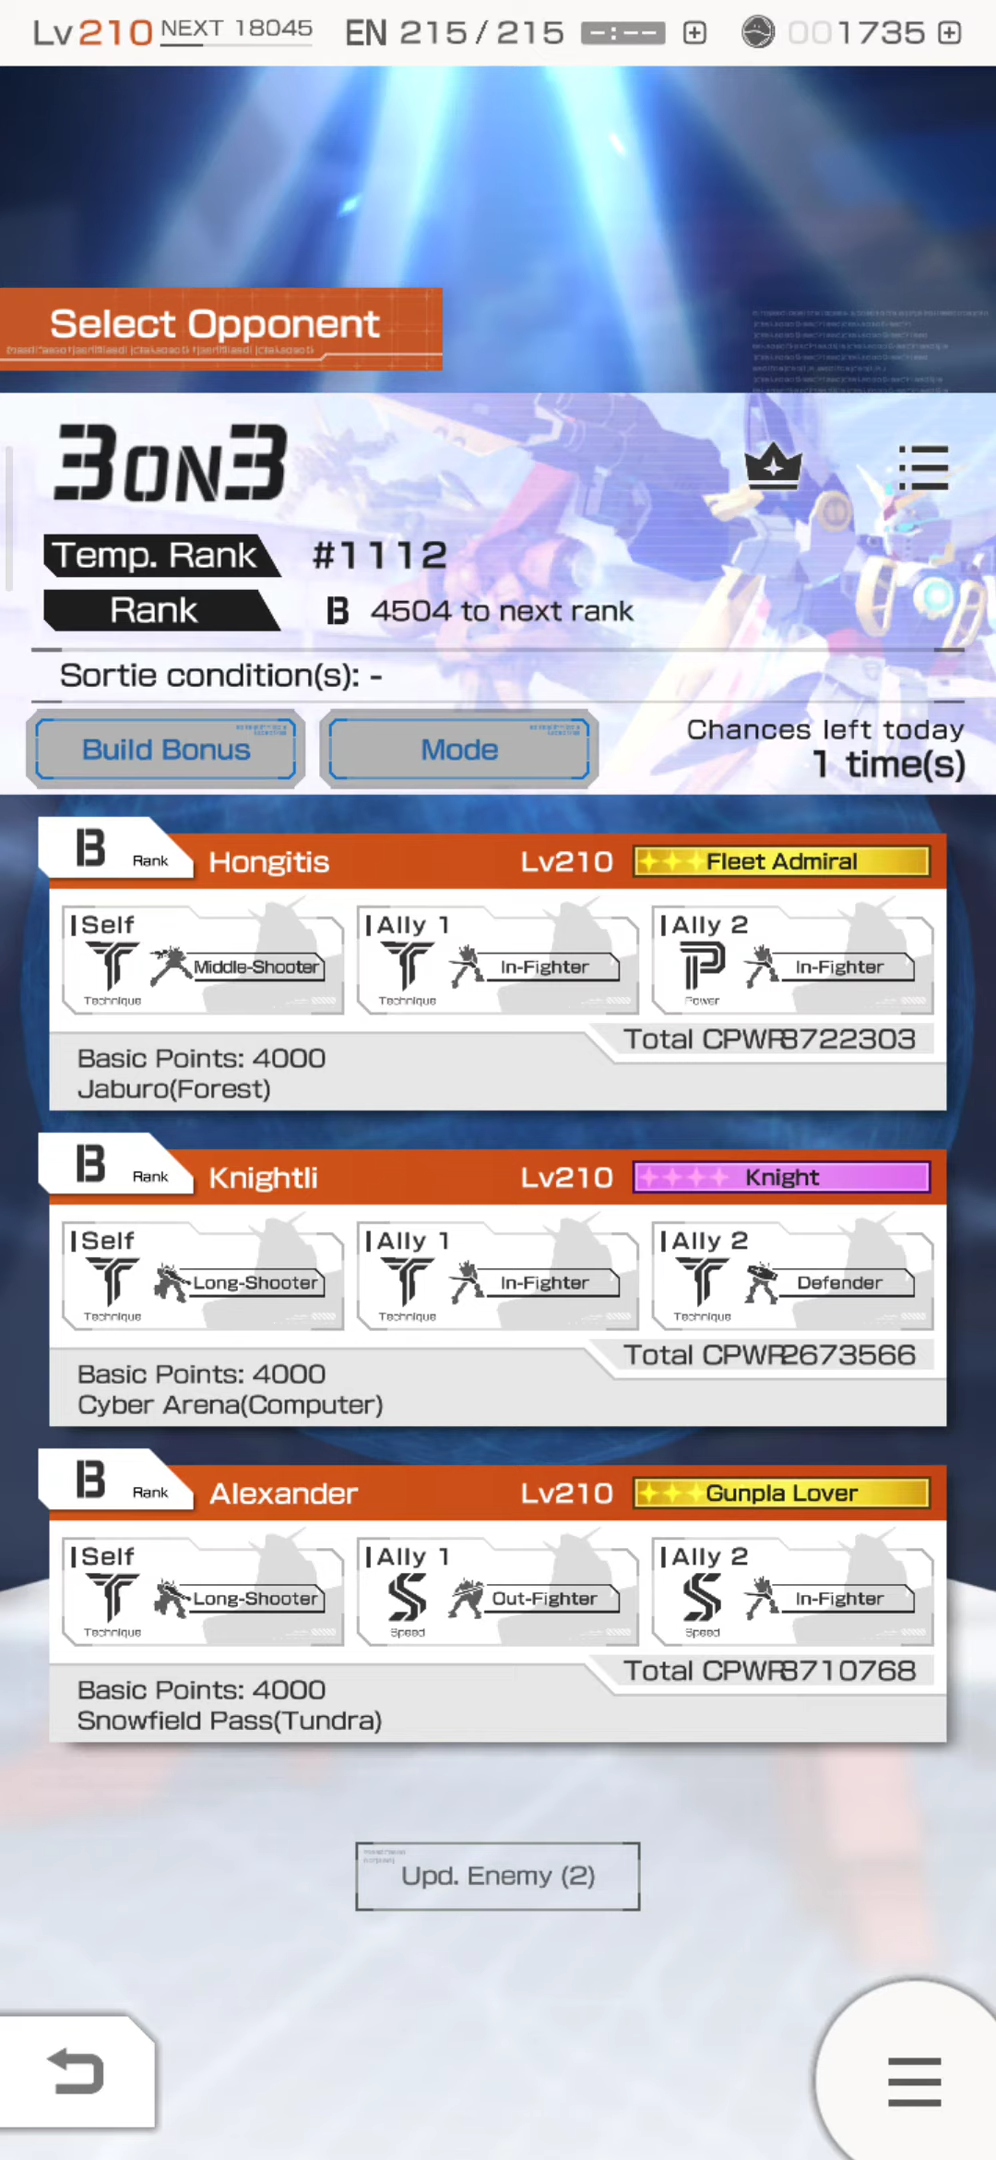 Lv210 NEXT 18045 EN 215/215 --:-- 001735
Select Opponent
3ON3
Temp. Rank #1112
Rank B 4504 to next rank
Sortie condition(s): -
Build Bonus Mode Chances left today
1 time(s)
B Rank Hongitis Lv210 Fleet Admiral
Self Ally 1 Ally 2
T Middle-Shooter T In-Fighter P In-Fighter
Technique Technique Power
Total CPWR3722303
Basic Points: 4000
Jaburo(Forest)
B Rank Knightli Lv210 Knight
Self Ally 1 Ally 2
T Long-Shooter T In-Fighter T Defender
Technique Technique Technique
Total CPWR2673566
Basic Points: 4000
Cyber Arena(Computer)
B Rank Alexander Lv210 Gunpla Lover
Self Ally 1 Ally 2
T Long-Shooter S Out-Fighter S In-Fighter
Technique Speed Speed
Total CPWR3710768
Basic Points: 4000
Snowfield Pass(Tundra)
Upd. Enemy (2)